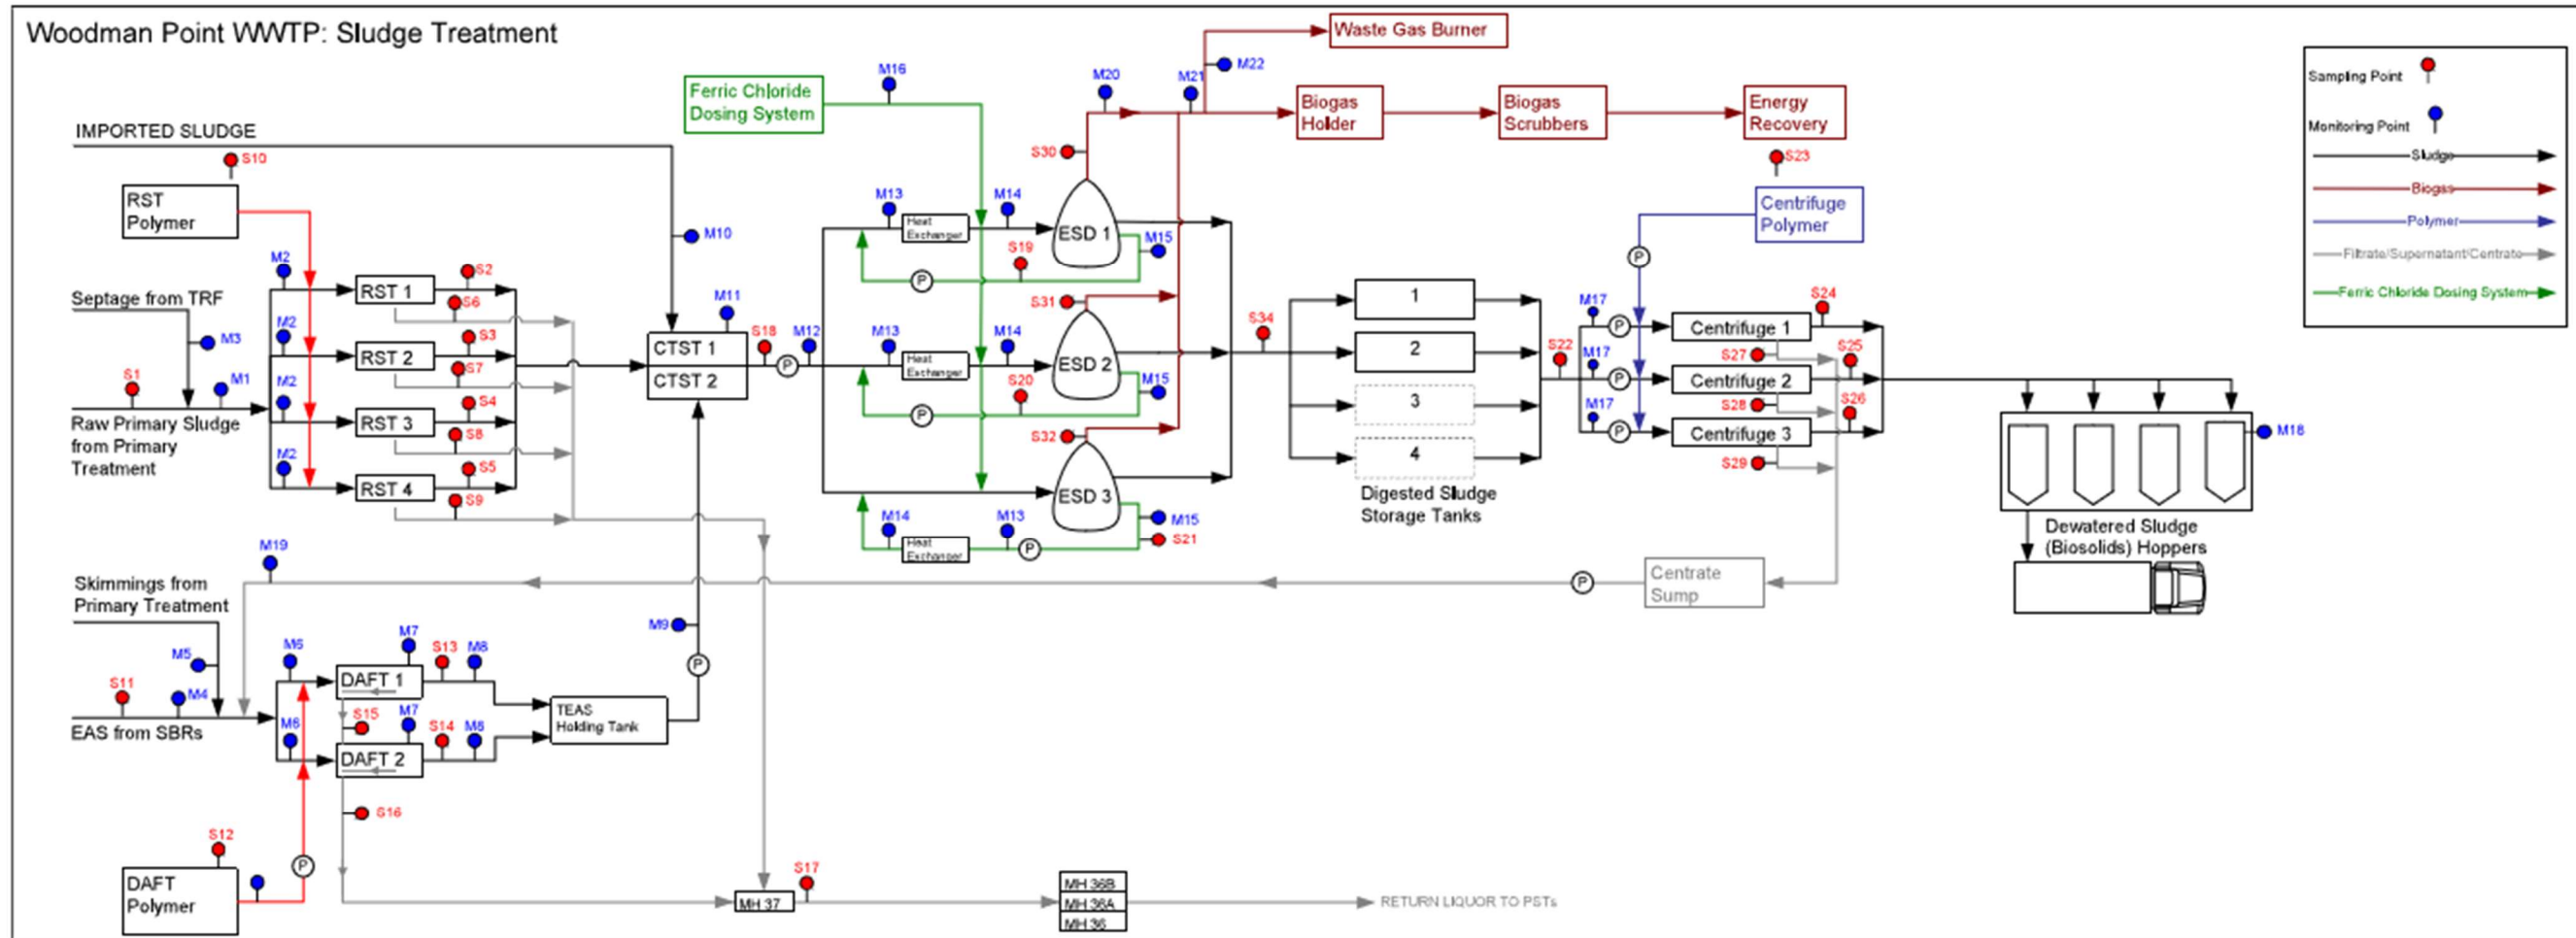 Woodman Point WWTP: Sludge Treatment
Waste Gas Burner
M22
M16
M20
M21
Ferric Chloride
Dosing System
Biogas
Holder
Biogas
Scrubbers
Energy
Recovery
Sampling Point
Monitoring Point
Sludge
Biogas
Polymer
Filtrate/Supernatant/Centrate
Ferric Chloride Dosing System
IMPORTED SLUDGE
S10
S30
S23
RST
Polymer
M13
M14
Heat
Exchanger
ESD 1
Centrifuge
Polymer
M10
S19
M15
P
P
M2
S2
RST 1
S6
Septage from TRF
M3
M2
S3
RST 2
S7
M11
CTST 1
CTST 2
S18
P
M12
M13
M14
Heat
Exchanger
S31
ESD 2
S20
M15
P
S34
1
2
3
4
Digested Sludge
Storage Tanks
S22
M17
P
M17
P
M17
P
Centrifuge 1
S24
S27
S25
Centrifuge 2
S28
S26
Centrifuge 3
S29
M18
S1
M1
Raw Primary Sludge
from Primary
Treatment
M2
S4
RST 3
S8
M2
S5
RST 4
S9
S32
ESD 3
M14
M13
Heat
Exchanger
P
M15
S21
Dewatered Sludge
(Biosolids) Hoppers
M19
Centrate
Sump
P
Skimmings from
Primary Treatment
M9
P
M5
S11
M4
EAS from SBRs
M6
M7
S13
M8
DAFT 1
S15
M6
M7
S14
M8
DAFT 2
TEAS
Holding Tank
S16
S12
P
DAFT
Polymer
S17
MH 37
MH 36B
MH 36A
MH 36
RETURN LIQUOR TO PSTs